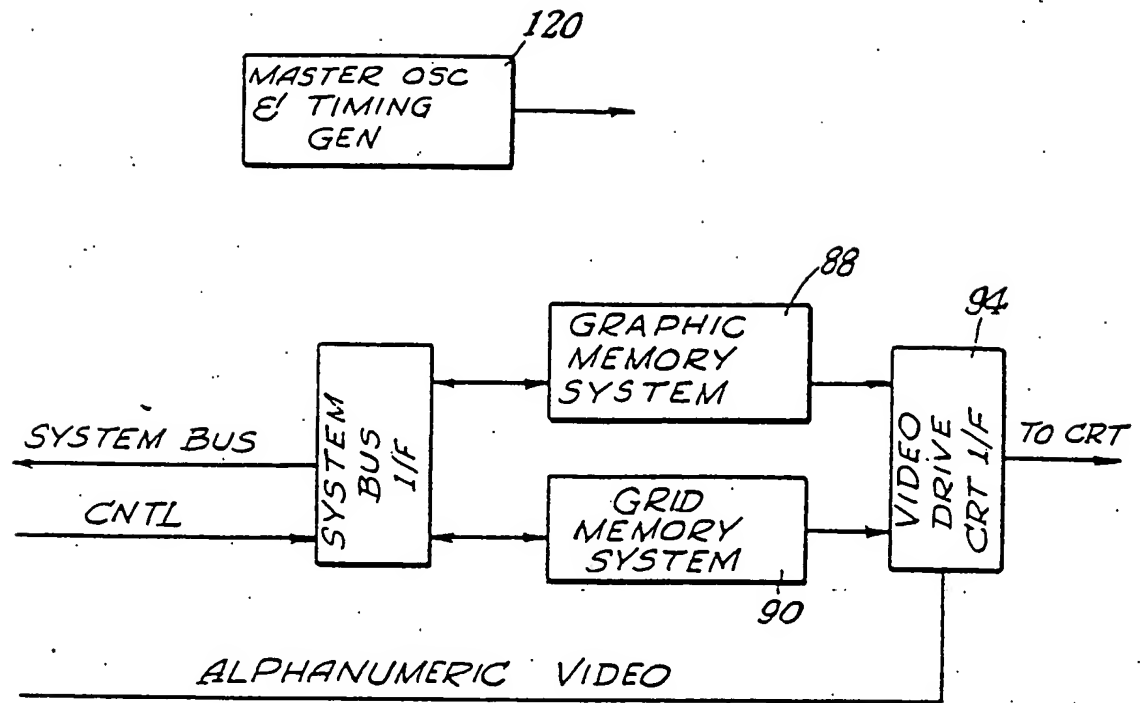 120
MASTER OSC
& TIMING
GEN
88
GRAPHIC
MEMORY
SYSTEM
94
SYSTEM BUS
CNTL
SYSTEM
BUS
I/F
GRID
MEMORY
SYSTEM
90
VIDEO
DRIVE
CRT I/F
TO CRT
ALPHANUMERIC VIDEO